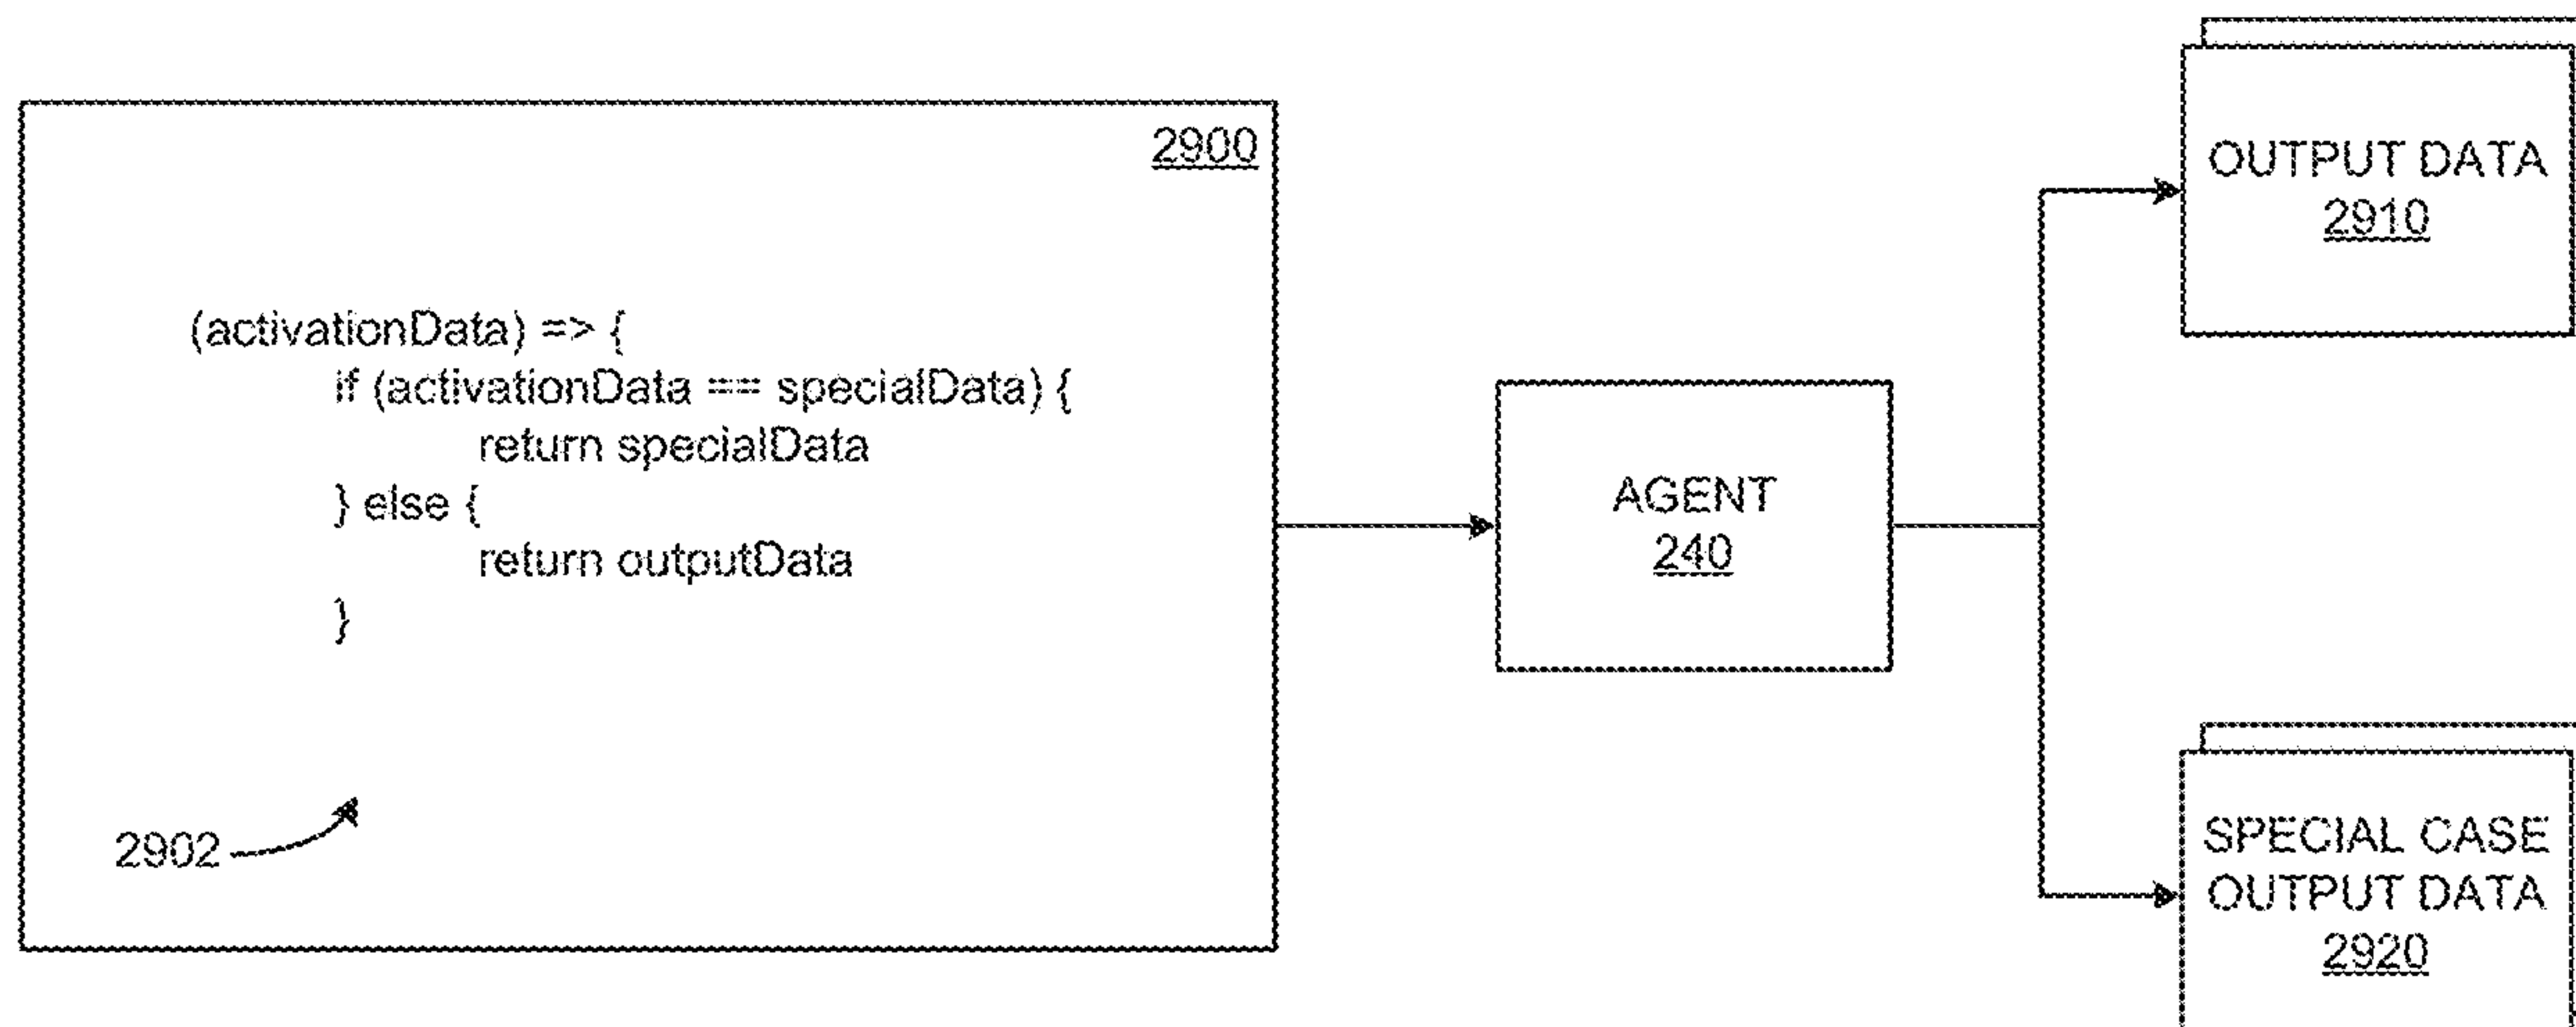 2900
(activationData) => {
if (activationData == specialData) {
return specialData
} else {
return outputData
}
2902
AGENT
240
OUTPUT DATA
2910
SPECIAL CASE
OUTPUT DATA
2920